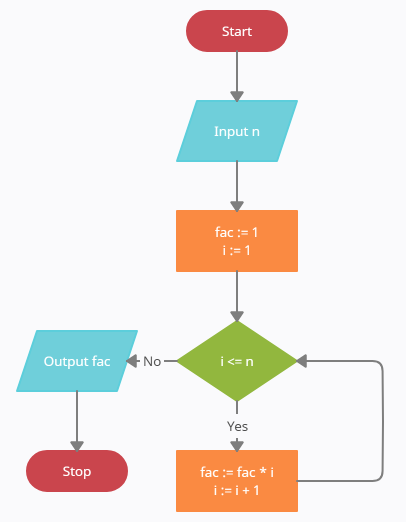 Start
Input n
fac := 1
i := 1
i <= n
No
Output fac
Yes
Stop
fac := fac * i
i := i + 1